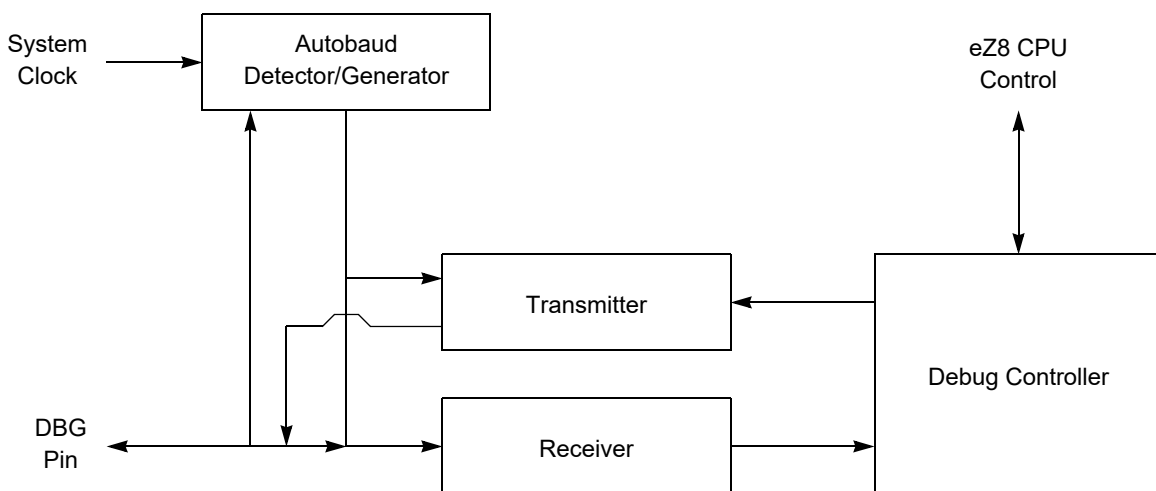 System
Clock
Autobaud
Detector/Generator
eZ8 CPU
Control
Transmitter
Debug Controller
DBG
Pin
Receiver